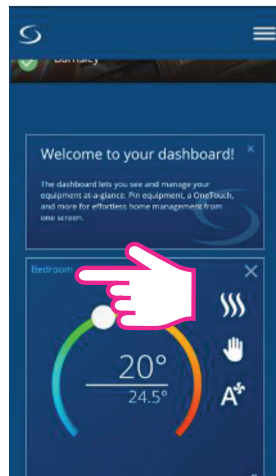 Barnsley
Welcome to your dashboard!
The dashboard lets you see and manage your
equipment at-a-glance. Pin equipment, a OneTouch,
and more for effortless home management from
one screen.
Bedroom
20°
24.5°
A